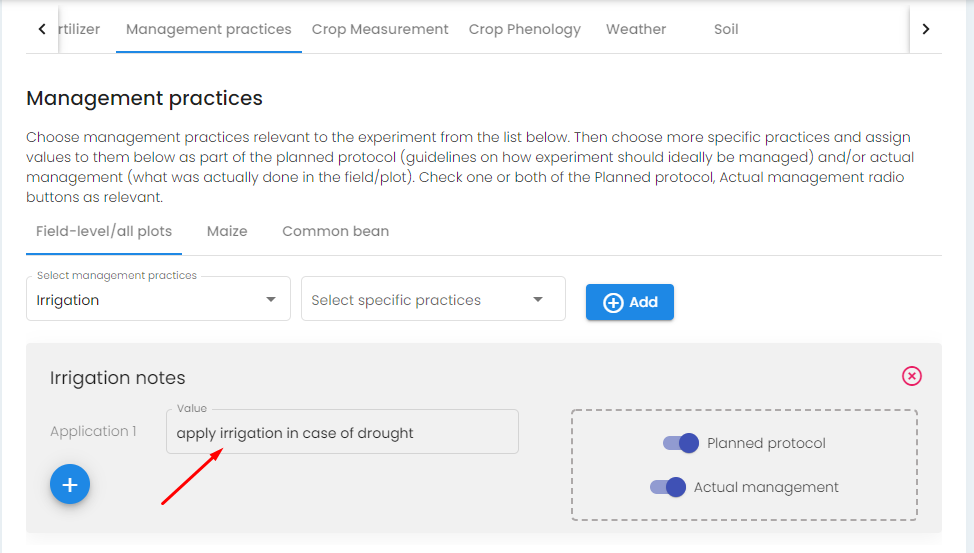 rtilizer Management practices Crop Measurement Crop Phenology Weather Soil
Management practices
Choose management practices relevant to the experiment from the list below. Then choose more specific practices and assign
values to them below as part of the planned protocol (guidelines on how experiment should ideally be managed) and/or actual
management (what was actually done in the field/plot). Check one or both of the Planned protocol, Actual management radio
buttons as relevant.
Field-level/all plots Maize Common bean
Select management practices
Irrigation Select specific practices Add
Irrigation notes
Value
Application 1 apply irrigation in case of drought Planned protocol
Actual management